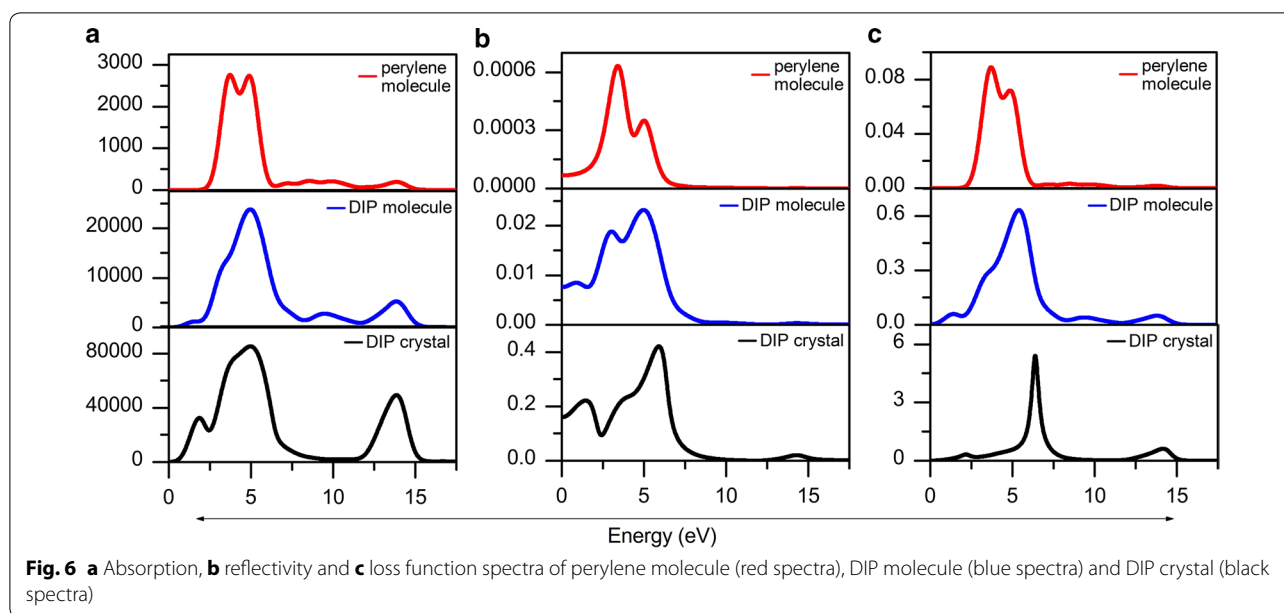 a
b
c
3000
2000
1000
0
perylene
molecule
0.0006
0.0003
0.0000
perylene
molecule
0.08
0.04
0.00
perylene
molecule
20000
10000
0
DIP molecule
0.02
0.01
0.00
DIP molecule
0.6
0.3
0.0
DIP molecule
80000
40000
0
DIP crystal
0.4
0.2
0.0
DIP crystal
6
3
0
DIP crystal
0 5 10 15
0 5 10 15
0 5 10 15
Energy (eV)
Fig. 6 a Absorption, b reflectivity and c loss function spectra of perylene molecule (red spectra), DIP molecule (blue spectra) and DIP crystal (black
spectra)